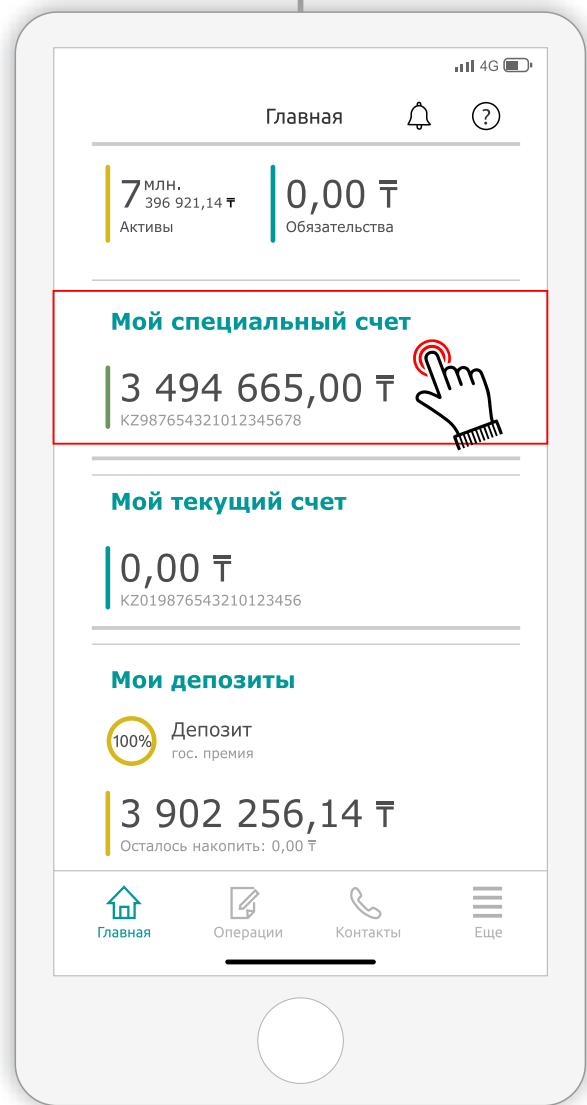 4G
Главная
?
7 млн.
396 921,14 ₸
Активы
0,00 ₸
Обязательства
Мой специальный счет
3 494 665,00 ₸
KZ987654321012345678
Мой текущий счет
0,00 ₸
KZ019876543210123456
Мои депозиты
100%
Депозит
гос. премия
3 902 256,14 ₸
Осталось накопить: 0,00 ₸
Главная
Операции
Контакты
Еще